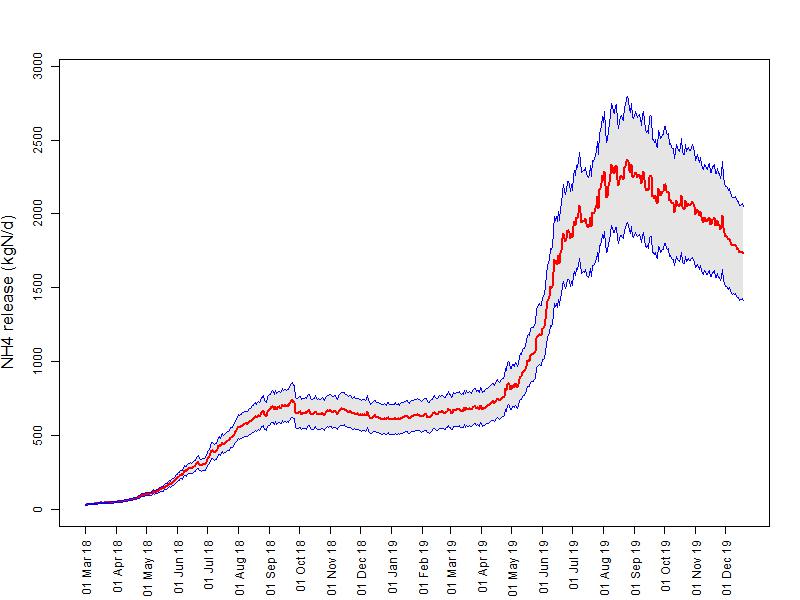 NH4 release (kgN/d)
3000
2500
2000
1500
1000
500
0
01 Mar 18
01 Apr 18
01 May 18
01 Jun 18
01 Jul 18
01 Aug 18
01 Sep 18
01 Oct 18
01 Nov 18
01 Dec 18
01 Jan 19
01 Feb 19
01 Mar 19
01 Apr 19
01 May 19
01 Jun 19
01 Jul 19
01 Aug 19
01 Sep 19
01 Oct 19
01 Nov 19
01 Dec 19